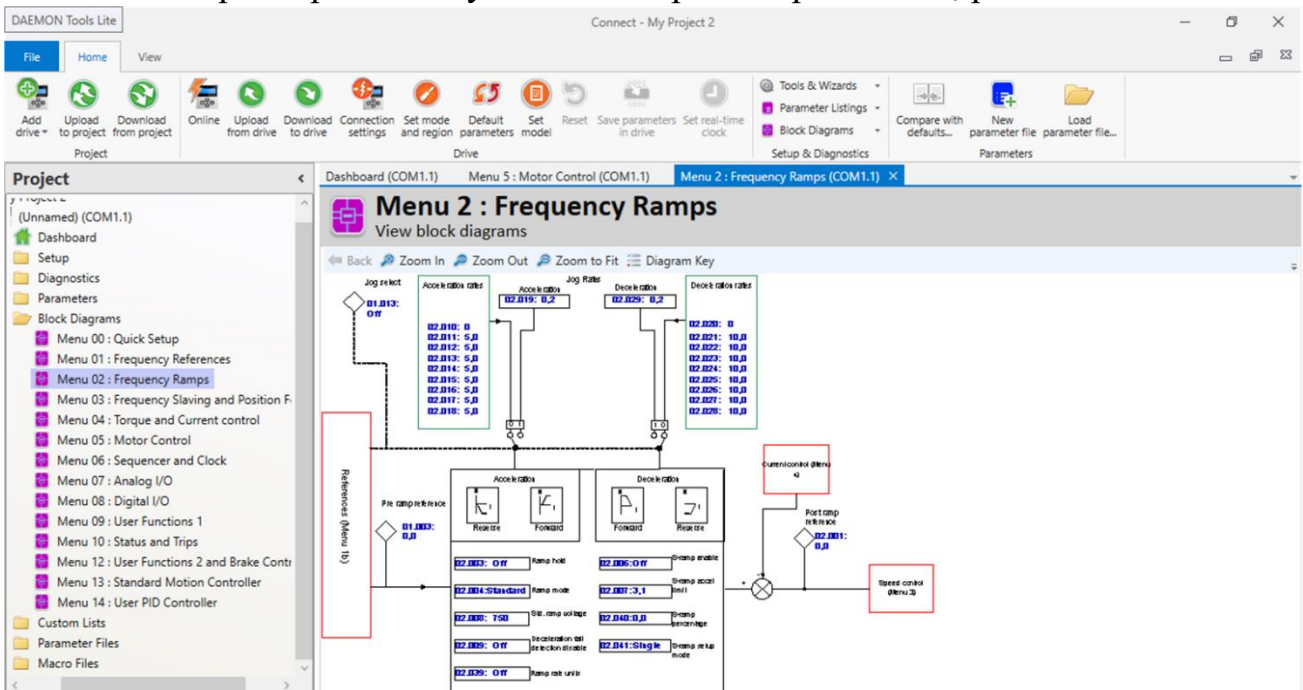 DAEMON Tools Lite
Connect - My Project 2
File Home View
Add drive
Upload to project
Download from project
Online
Upload from drive
Download to drive
Connection settings
Set mode and region
Default parameters
Set model
Reset
Save parameters in drive
Set real-time clock
Tools & Wizards
Parameter Listings
Block Diagrams
Compare with defaults...
New parameter file
Load parameter file...
Project
Drive
Setup & Diagnostics
Parameters
Project
(Unnamed) (COM1.1)
Dashboard
Setup
Diagnostics
Parameters
Block Diagrams
Menu 00 : Quick Setup
Menu 01 : Frequency References
Menu 02 : Frequency Ramps
Menu 03 : Frequency Slaving and Position F
Menu 04 : Torque and Current control
Menu 05 : Motor Control
Menu 06 : Sequencer and Clock
Menu 07 : Analog I/O
Menu 08 : Digital I/O
Menu 09 : User Functions 1
Menu 10 : Status and Trips
Menu 12 : User Functions 2 and Brake Contr
Menu 13 : Standard Motion Controller
Menu 14 : User PID Controller
Custom Lists
Parameter Files
Macro Files
Dashboard (COM1.1)
Menu 5 : Motor Control (COM1.1)
Menu 2 : Frequency Ramps (COM1.1)
Menu 2 : Frequency Ramps
View block diagrams
Back Zoom In Zoom Out Zoom to Fit Diagram Key
Jog select
01.013:
Off
Acceleration rates
02.010: 0
02.011: 5,0
02.012: 5,0
02.013: 5,0
02.014: 5,0
02.015: 5,0
02.016: 5,0
02.017: 5,0
02.018: 5,0
Jog Rates
Acceleration
02.019: 0,2
Deceleration
02.029: 0,2
Deceleration rates
02.020: 0
02.021: 10,0
02.022: 10,0
02.023: 10,0
02.024: 10,0
02.025: 10,0
02.026: 10,0
02.027: 10,0
02.028: 10,0
1 0
1 0
References (Menu 1b)
Pre ramp reference
01.003:
0,0
Acceleration
Reverse
Forward
Deceleration
Forward
Reverse
02.003: Off Ramp hold
02.004:Standard Ramp mode
02.008: 750 Std. ramp voltage
02.009: Off Deceleration fail detection disable
02.039: Off Ramp rate units
02.006:Off S-ramp enable
02.007:3,1 S-ramp accel limit
02.040:0,0 S-ramp percentage
02.041:Single S-ramp setup mode
Current control (Menu 4)
Post ramp reference
02.001:
0,0
Speed control
(Menu 3)